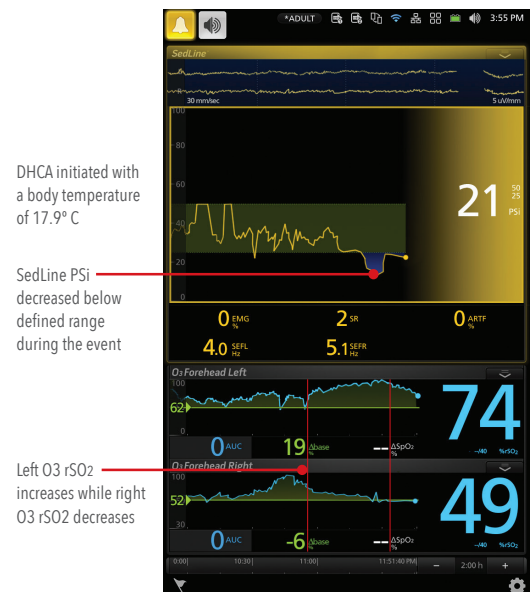 *ADULT 3:55 PM
SedLine
0
30 mm/sec 5 uV/mm
100
80
60
40
20
0
21 50 25 PSi
DHCA initiated with
a body temperature
of 17.9º C
SedLine PSi
decreased below
defined range
during the event
0 EMG % 2 SR 0 ARTF %
4.0 SEFL Hz 5.1 SEFR Hz
O3 Forehead Left
100
62
0
74
0 AUC 19 Δbase % -- ΔSpO2 % --/40 %rSO2
O3 Forehead Right
100
52
30
49
0 AUC -6 Δbase % -- ΔSpO2 % --/40 %rSO2
Left O3 rSO2
increases while right
O3 rSO2 decreases
0:00 10:30 11:00 11:51:40 PM - 2:00 h +